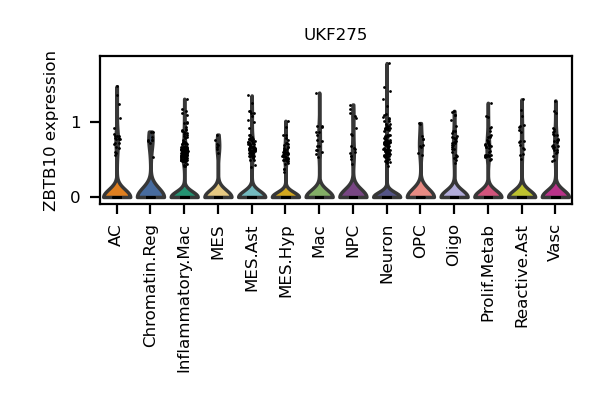 UKF275
ZBTB10 expression
1
0
AC
Chromatin.Reg
Inflammatory.Mac
MES
MES.Ast
MES.Hyp
Mac
NPC
Neuron
OPC
Oligo
Prolif.Metab
Reactive.Ast
Vasc